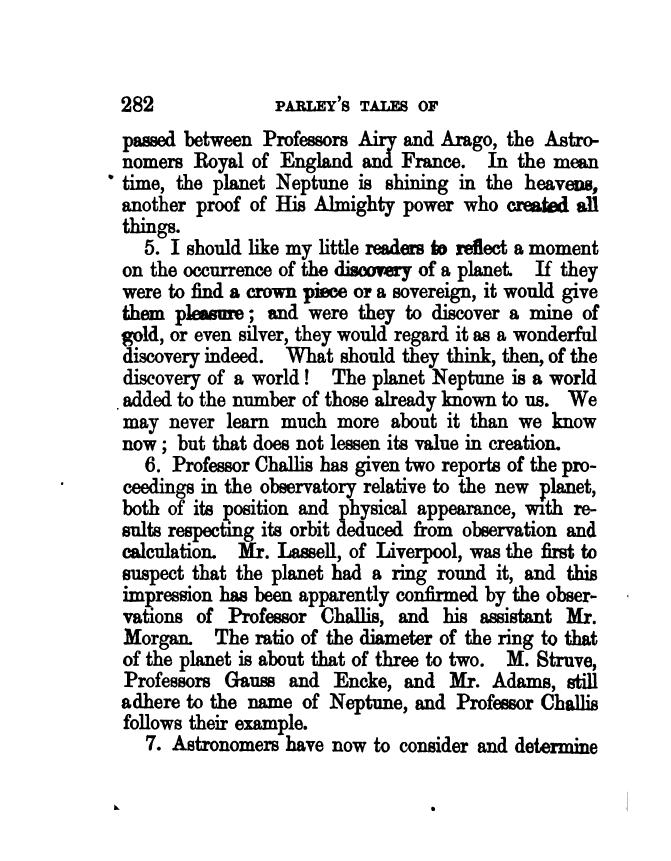 282 PARLEY'S TALES OF
passed between Professors Airy and Arago, the Astro-
nomers Royal of England and France. In the mean
time, the planet Neptune is shining in the heavens,
another proof of His Almighty power who created all
things.
5. I should like my little readers to reflect a moment
on the occurrence of the discovery of a planet. If they
were to find a crown piece or a sovereign, it would give
them pleasure; and were they to discover a mine of
gold, or even silver, they would regard it as a wonderful
discovery indeed. What should they think, then, of the
discovery of a world! The planet Neptune is a world
added to the number of those already known to us. We
may never learn much more about it than we know
now; but that does not lessen its value in creation.
6. Professor Challis has given two reports of the pro-
ceedings in the observatory relative to the new planet,
both of its position and physical appearance, with re-
sults respecting its orbit deduced from observation and
calculation. Mr. Lassell, of Liverpool, was the first to
suspect that the planet had a ring round it, and this
impression has been apparently confirmed by the obser-
vations of Professor Challis, and his assistant Mr.
Morgan. The ratio of the diameter of the ring to that
of the planet is about that of three to two. M. Struve,
Professors Gauss and Encke, and Mr. Adams, still
adhere to the name of Neptune, and Professor Challis
follows their example.
7. Astronomers have now to consider and determine